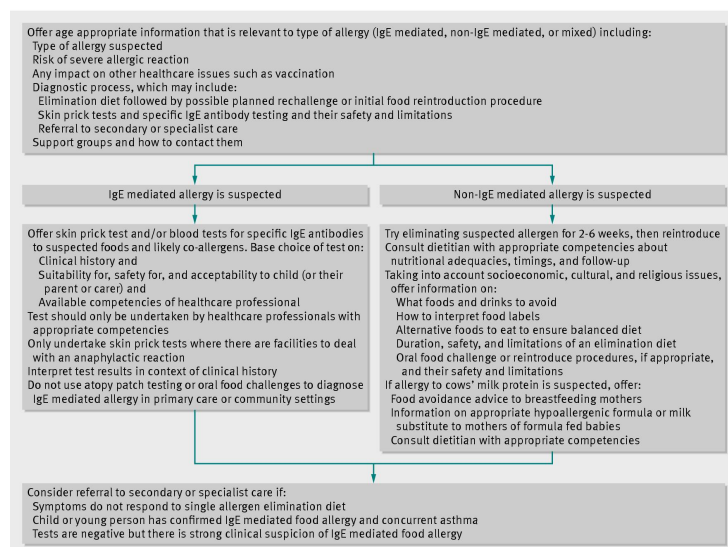 Offer age appropriate information that is relevant to type of allergy (IgE mediated, non-IgE mediated, or mixed) including:
Type of allergy suspected
Risk of severe allergic reaction
Any impact on other healthcare issues such as vaccination
Diagnostic process, which may include:
Elimination diet followed by possible planned rechallenge or initial food reintroduction procedure
Skin prick tests and specific IgE antibody testing and their safety and limitations
Referral to secondary or specialist care
Support groups and how to contact them
IgE mediated allergy is suspected
Offer skin prick test and/or blood tests for specific IgE antibodies
to suspected foods and likely co-allergens. Base choice of test on:
Clinical history and
Suitability for, safety for, and acceptability to child (or their
parent or carer) and
Available competencies of healthcare professional
Test should only be undertaken by healthcare professionals with
appropriate competencies
Only undertake skin prick tests where there are facilities to deal
with an anaphylactic reaction
Interpret test results in context of clinical history
Do not use atopy patch testing or oral food challenges to diagnose
IgE mediated allergy in primary care or community settings
Non-IgE mediated allergy is suspected
Try eliminating suspected allergen for 2-6 weeks, then reintroduce
Consult dietitian with appropriate competencies about
nutritional adequacies, timings, and follow-up
Taking into account socioeconomic, cultural, and religious issues,
offer information on:
What foods and drinks to avoid
How to interpret food labels
Alternative foods to eat to ensure balanced diet
Duration, safety, and limitations of an elimination diet
Oral food challenge or reintroduce procedures, if appropriate,
and their safety and limitations
If allergy to cows' milk protein is suspected, offer:
Food avoidance advice to breastfeeding mothers
Information on appropriate hypoallergenic formula or milk
substitute to mothers of formula fed babies
Consult dietitian with appropriate competencies
Consider referral to secondary or specialist care if:
Symptoms do not respond to single allergen elimination diet
Child or young person has confirmed IgE mediated food allergy and concurrent asthma
Tests are negative but there is strong clinical suspicion of IgE mediated food allergy